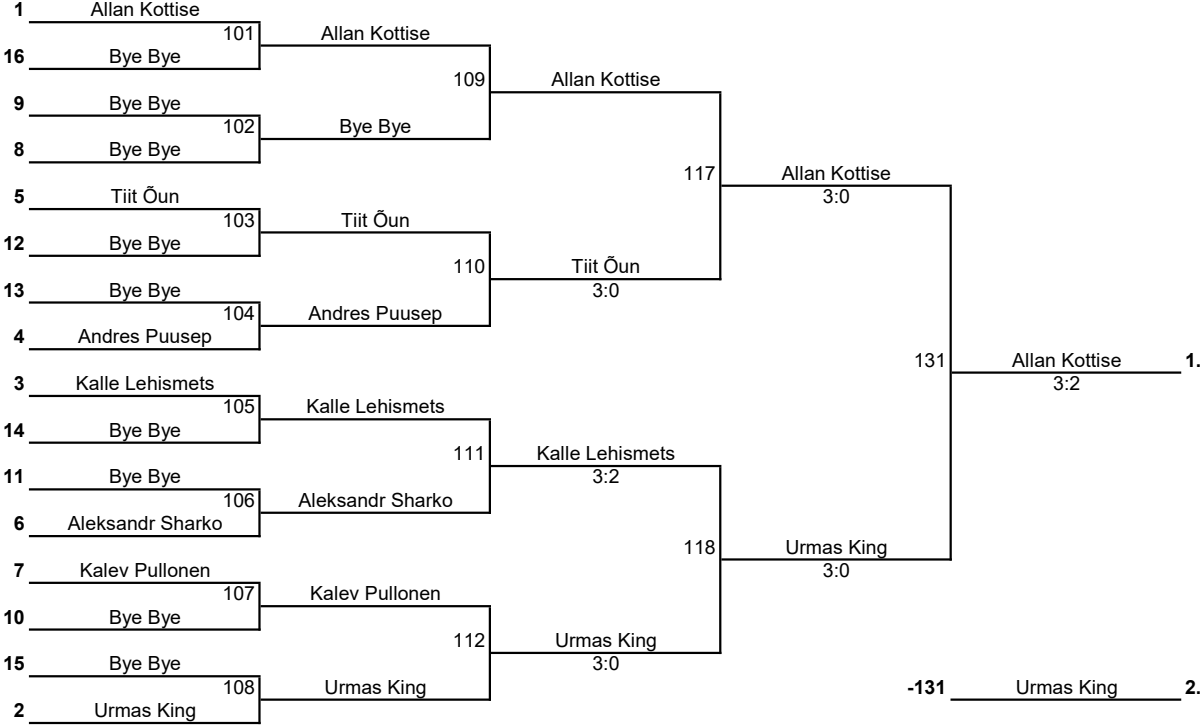 1 Allan Kottise
101 Allan Kottise
16 Bye Bye
109 Allan Kottise
9 Bye Bye
102 Bye Bye
8 Bye Bye
117 Allan Kottise
3:0
5 Tiit Õun
103 Tiit Õun
12 Bye Bye
110 Tiit Õun
3:0
13 Bye Bye
104 Andres Puusep
4 Andres Puusep
131 Allan Kottise 1.
3:2
3 Kalle Lehismets
105 Kalle Lehismets
14 Bye Bye
111 Kalle Lehismets
3:2
11 Bye Bye
106 Aleksandr Sharko
6 Aleksandr Sharko
118 Urmas King
3:0
7 Kalev Pullonen
107 Kalev Pullonen
10 Bye Bye
112 Urmas King
3:0
15 Bye Bye
108 Urmas King
2 Urmas King
-131 Urmas King 2.